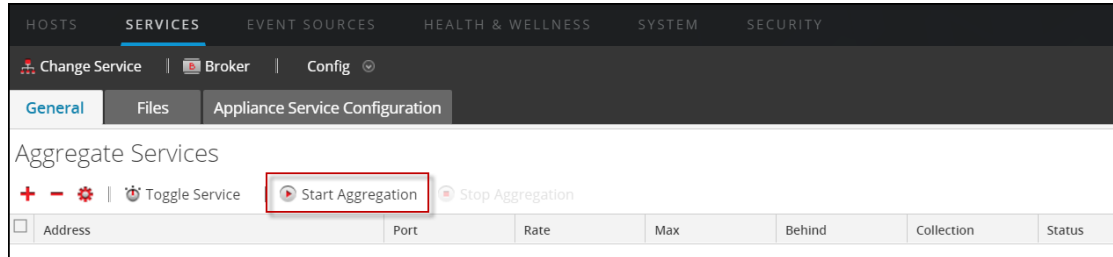 HOSTS SERVICES EVENT SOURCES HEALTH & WELLNESS SYSTEM SECURITY
Change Service B Broker Config
General Files Appliance Service Configuration
Aggregate Services
Toggle Service Start Aggregation Stop Aggregation
Address Port Rate Max Behind Collection Status